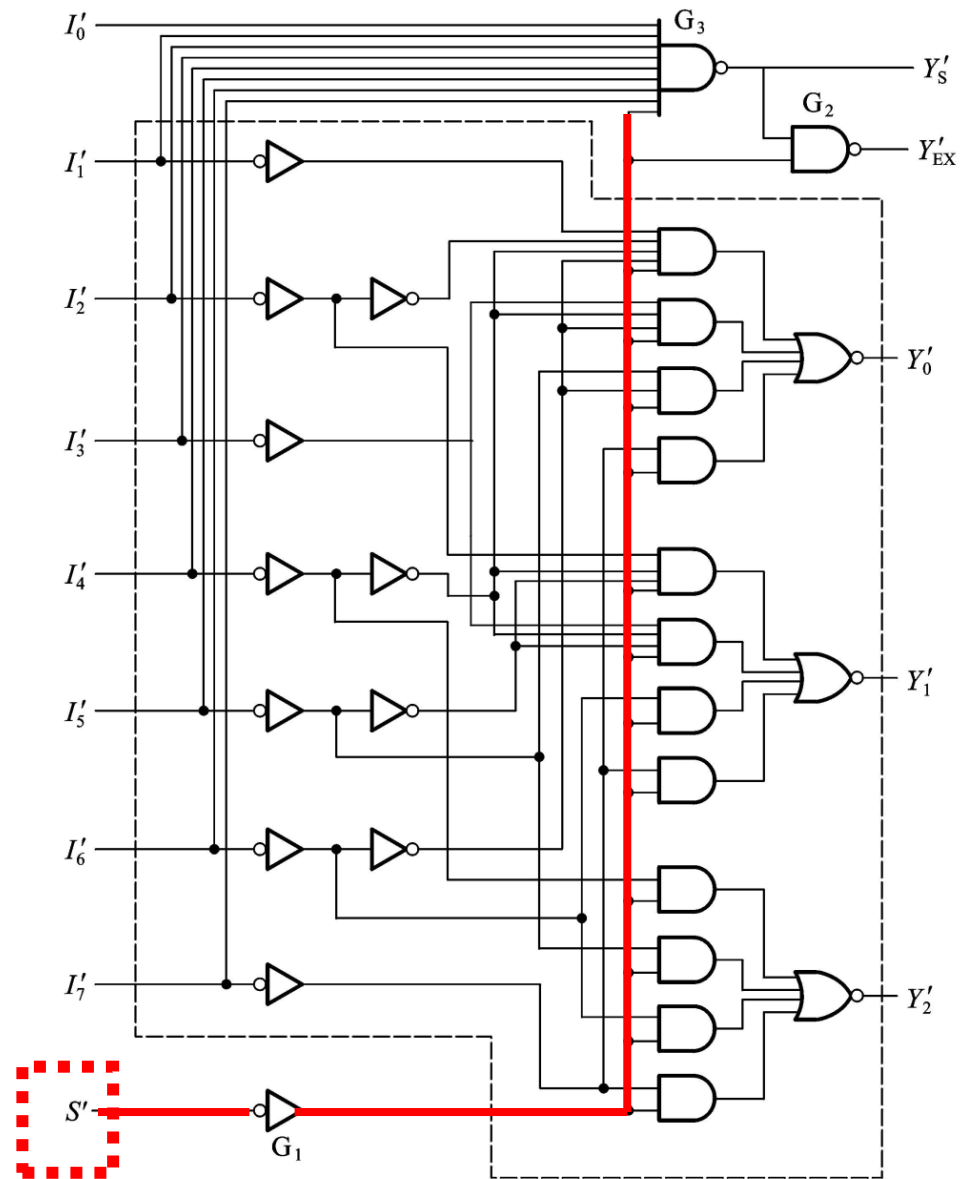 I′₀
G₃
Y′ₛ
G₂
I′₁
Y′EX
I′₂
Y′₀
I′₃
I′₄
Y′₁
I′₅
I′₆
I′₇
Y′₂
S′
G₁